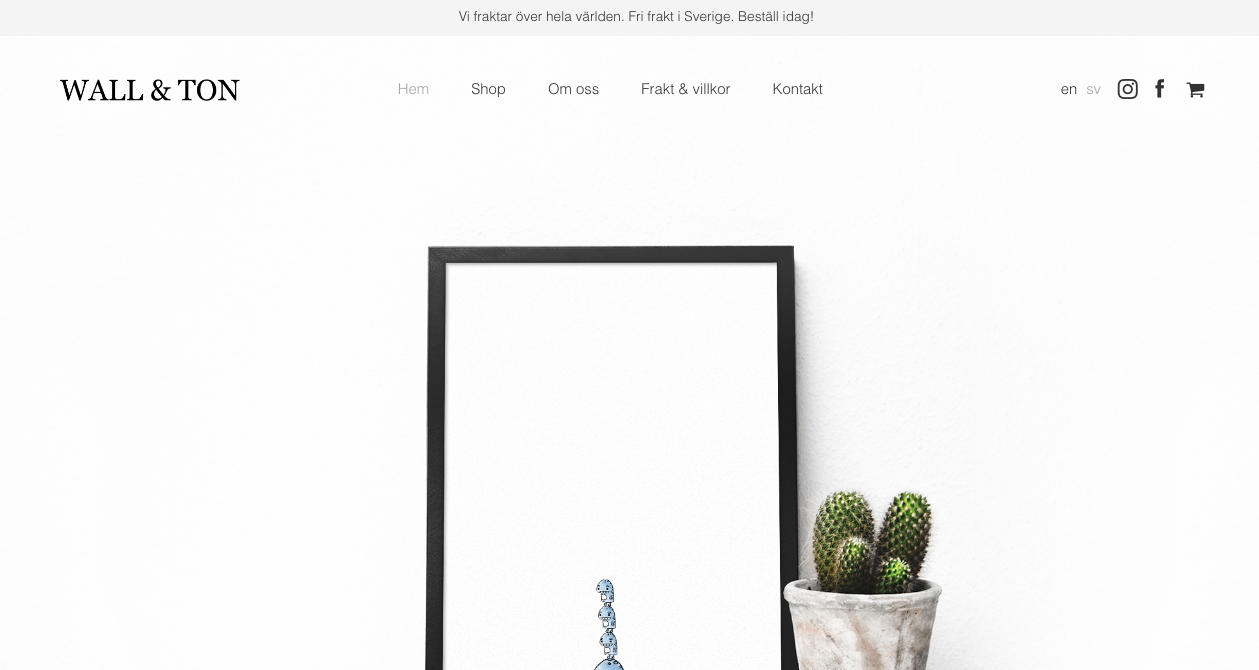 Vi fraktar över hela världen. Fri frakt i Sverige. Beställ idag!
WALL & TON
Hem Shop Om oss Frakt & villkor Kontakt
en sv